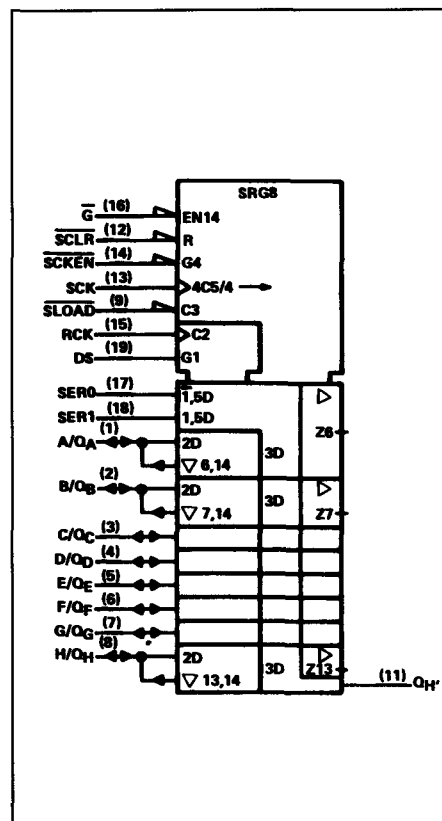 SRG8
G̅ (16) EN14
S̅C̅L̅R̅ (12) R
S̅C̅K̅E̅N̅ (14) G4
SCK (13) 4C5/4
S̅L̅O̅A̅D̅ (9) C3
RCK (15) C2
DS (19) G1
SER0 (17) 1̅,5D
SER1 (18) 1,5D
A/QA (1) 2D 3D
6,14 Z6
B/QB (2) 2D 3D
7,14 Z7
C/QC (3)
D/QD (4)
E/QE (5)
F/QF (6)
G/QG (7)
H/QH (8) 2D 3D Z13
13,14
(11) QH'